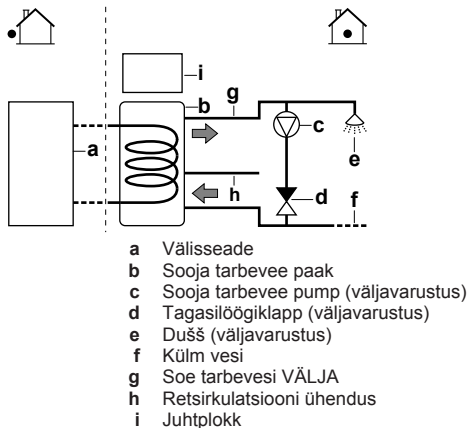 i
b
g
c
a
e
h
d
f
a Välisseade
b Sooja tarbevee paak
c Sooja tarbevee pump (väljavarustus)
d Tagasilöögiklapp (väljavarustus)
e Dušš (väljavarustus)
f Külm vesi
g Soe tarbevesi VÄLJA
h Retsirkulatsiooni ühendus
i Juhtplokk